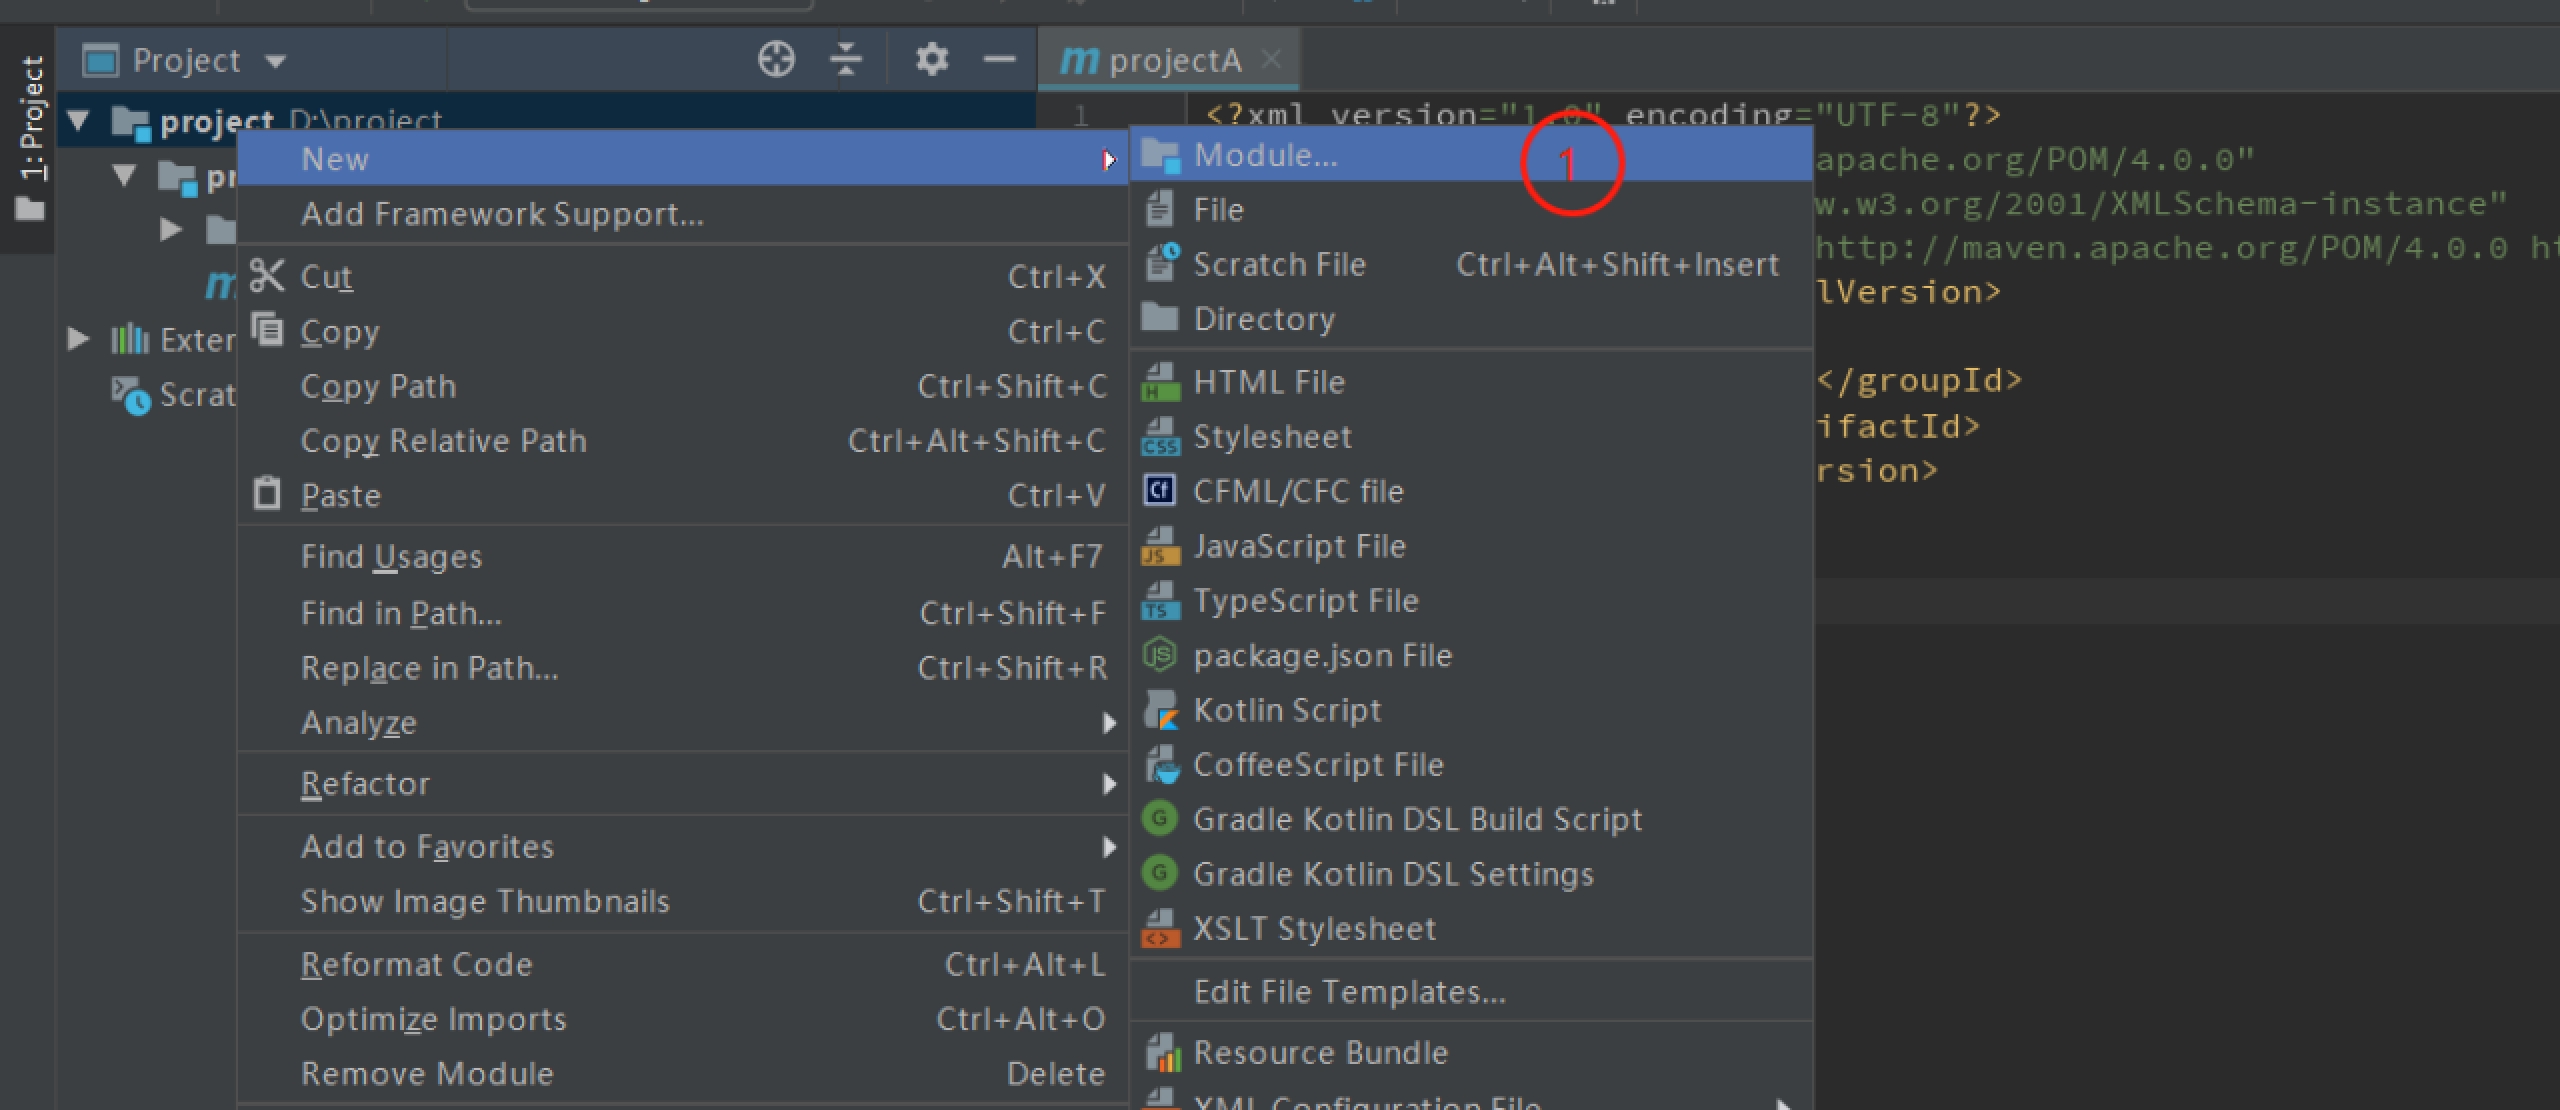 Project
projectA
1: Project
project D:\project
1
<?xml version="1.0" encoding="UTF-8"?>
New
Module...
1
apache.org/POM/4.0.0"
pr
Add Framework Support...
File
w.w3.org/2001/XMLSchema-instance"
Scratch File Ctrl+Alt+Shift+Insert
http://maven.apache.org/POM/4.0.0 ht
m
Cut Ctrl+X
Directory
lVersion>
Exter
Copy Ctrl+C
HTML File
</groupId>
Scrat
Copy Path Ctrl+Shift+C
Stylesheet
ifactId>
Copy Relative Path Ctrl+Alt+Shift+C
CFML/CFC file
rsion>
Paste Ctrl+V
JavaScript File
Find Usages Alt+F7
TypeScript File
Find in Path... Ctrl+Shift+F
package.json File
Replace in Path... Ctrl+Shift+R
Kotlin Script
Analyze
CoffeeScript File
Refactor
Gradle Kotlin DSL Build Script
Add to Favorites
Gradle Kotlin DSL Settings
Show Image Thumbnails Ctrl+Shift+T
XSLT Stylesheet
Reformat Code Ctrl+Alt+L
Edit File Templates...
Optimize Imports Ctrl+Alt+O
Resource Bundle
Remove Module Delete
XML Configuration File